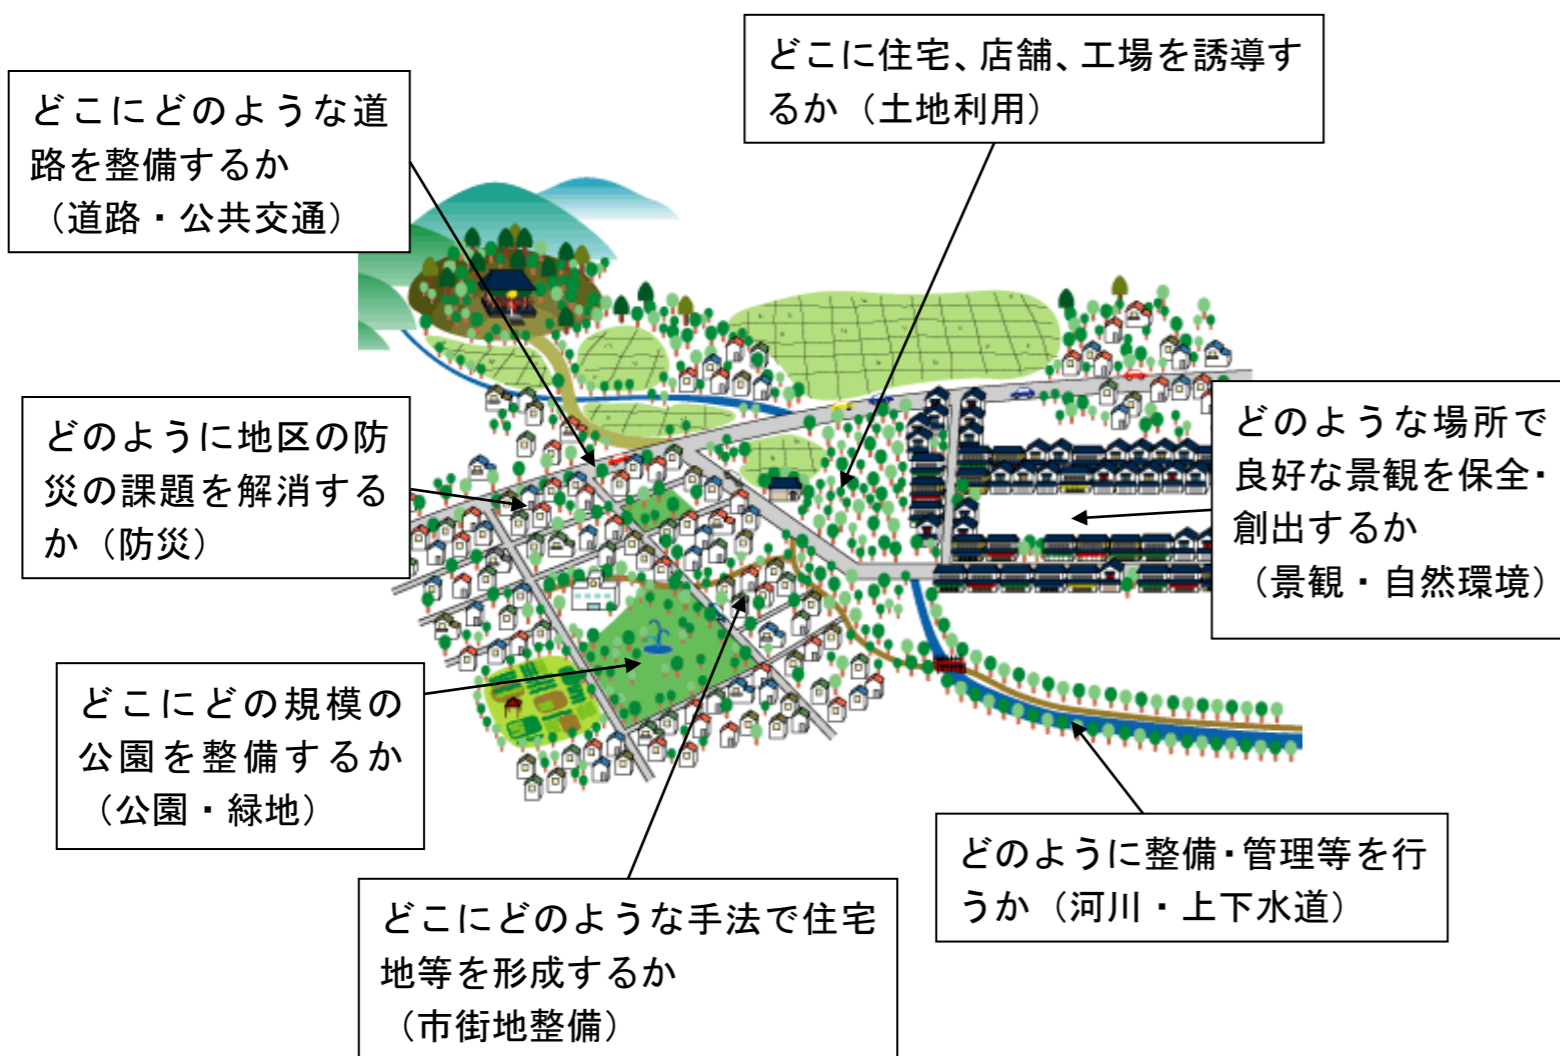 どこに住宅、店舗、工場を誘導す
るか（土地利用）
どこにどのような道
路を整備するか
（道路・公共交通）
どのように地区の防
災の課題を解消する
か（防災）
どのような場所で
良好な景観を保全・
創出するか
（景観・自然環境）
どこにどの規模の
公園を整備するか
（公園・緑地）
どのように整備・管理等を行
うか（河川・上下水道）
どこにどのような手法で住宅
地等を形成するか
（市街地整備）